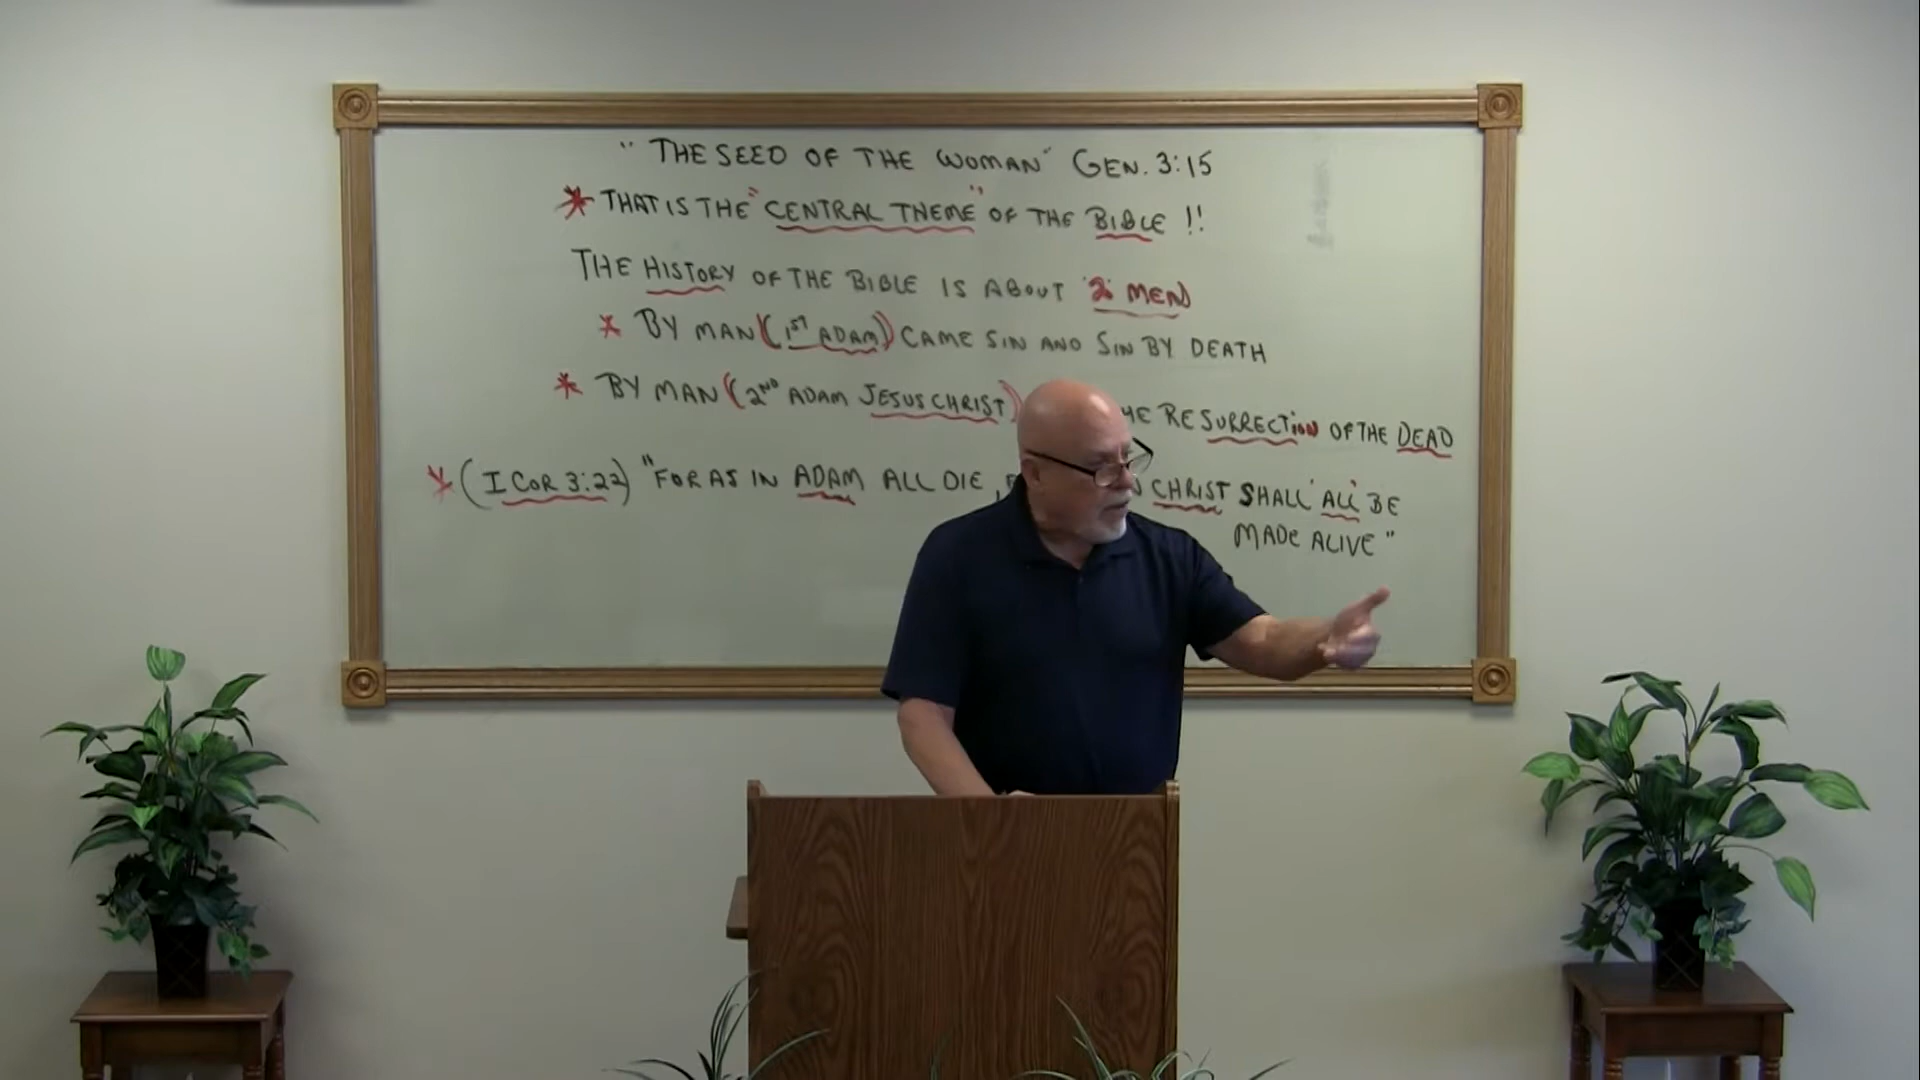 "THE SEED OF THE WOMAN" GEN. 3:15
* THAT IS THE "CENTRAL THEME" OF THE BIBLE !!
THE HISTORY OF THE BIBLE IS ABOUT "2" MEN
* BY MAN (1ST ADAM) CAME SIN AND SIN BY DEATH
* BY MAN (2ND ADAM JESUS CHRIST) RESURRECTION OF THE DEAD
* (I COR 3:22) "FOR AS IN ADAM ALL DIE, CHRIST SHALL "ALL" BE
MADE ALIVE"